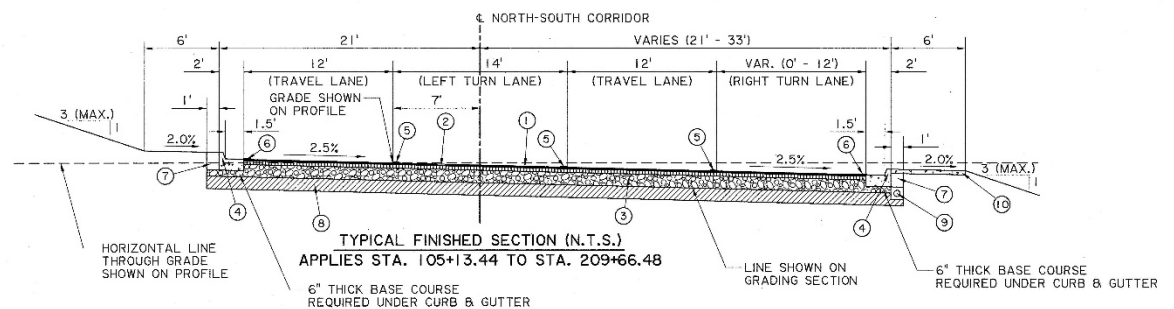 ℄ NORTH-SOUTH CORRIDOR
6' 21' VARIES (21' - 33') 6'
2' 12' 14' 12' VAR. (0' - 12') 2'
(TRAVEL LANE) (LEFT TURN LANE) (TRAVEL LANE) (RIGHT TURN LANE)
1' GRADE SHOWN
ON PROFILE
7'
3 (MAX.)
1
1.5' 1.5' 1'
2.0% 6 2.5% 5 2 1 5 5 2.5% 6 2.0%
3 (MAX.)
1
7 4 8 3 4 7 9 10
HORIZONTAL LINE
THROUGH GRADE
SHOWN ON PROFILE
TYPICAL FINISHED SECTION (N.T.S.)
APPLIES STA. 105+13.44 TO STA. 209+66.48
6" THICK BASE COURSE
REQUIRED UNDER CURB & GUTTER
LINE SHOWN ON
GRADING SECTION
6" THICK BASE COURSE
REQUIRED UNDER CURB & GUTTER